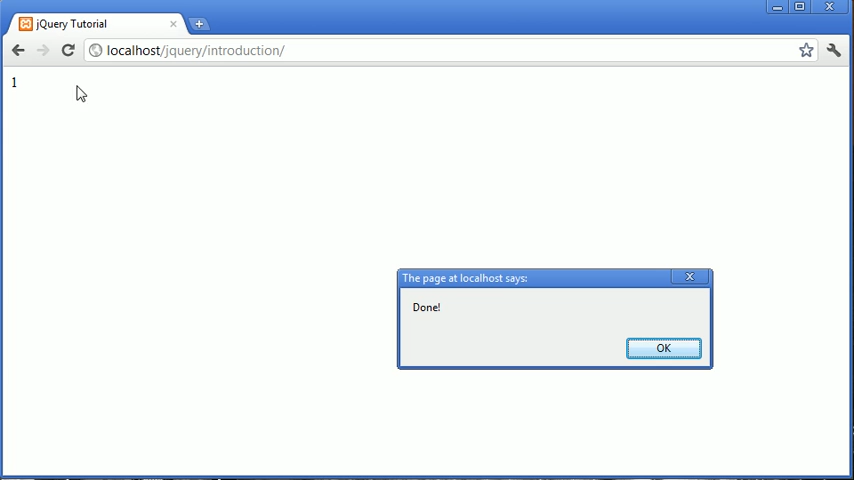 jQuery Tutorial
localhost/jquery/introduction/
1
The page at localhost says:
Done!
OK